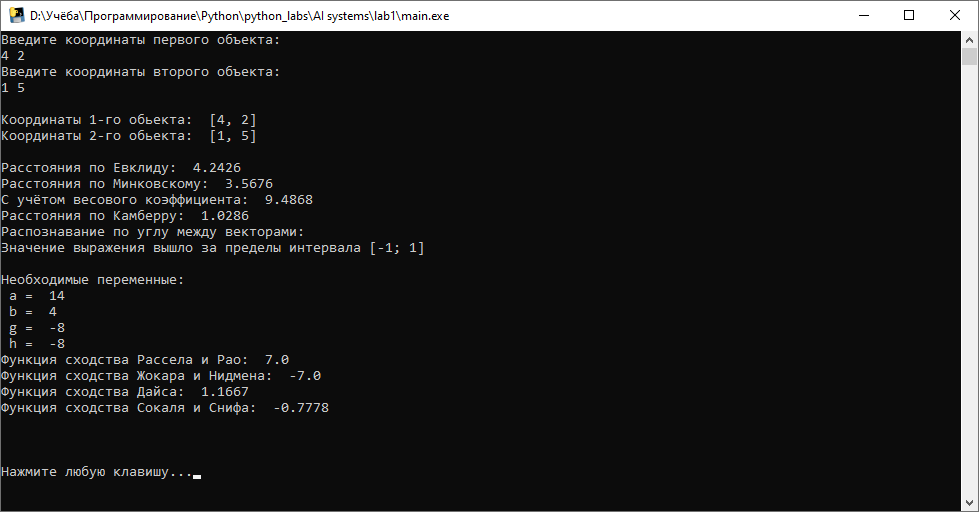 D:\Учёба\Программирование\Python\python_labs\AI systems\lab1\main.exe
Введите координаты первого объекта:
4 2
Введите координаты второго объекта:
1 5
Координаты 1-го обьекта:  [4, 2]
Координаты 2-го обьекта:  [1, 5]
Расстояния по Евклиду:  4.2426
Расстояния по Минковскому:  3.5676
С учётом весового коэффициента:  9.4868
Расстояния по Камберру:  1.0286
Распознавание по углу между векторами:
Значение выражения вышло за пределы интервала [-1; 1]
Необходимые переменные:
a =  14
b =  4
g =  -8
h =  -8
Функция сходства Рассела и Рао:  7.0
Функция сходства Жокара и Нидмена:  -7.0
Функция сходства Дайса:  1.1667
Функция сходства Сокаля и Снифа:  -0.7778
Нажмите любую клавишу...